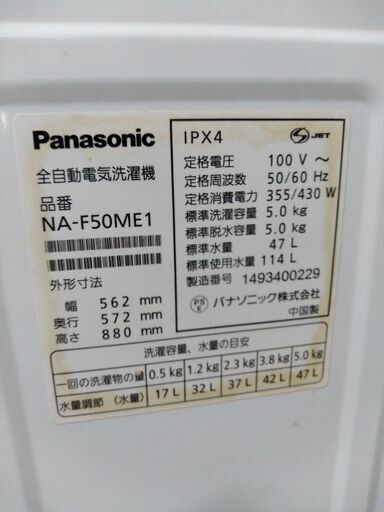 Panasonic
全自動電気洗濯機
品番
NA-F50ME1
外形寸法
幅 562 mm
奥行 572 mm
高さ 880 mm
IPX4
S JET
定格電圧 100 V ～
定格周波数 50/60 Hz
定格消費電力 355/430 W
標準洗濯容量 5.0 kg
標準脱水容量 5.0 kg
標準水量 47 L
標準使用水量 114 L
製造番号 1493400229
PS E パナソニック株式会社
中国製
洗濯容量、水量の目安
一回の洗濯物の量 0.5 kg 1.2 kg 2.3 kg 3.8 kg 5.0 kg
水量調節 （水量） 17 L 32 L 37 L 42 L 47 L